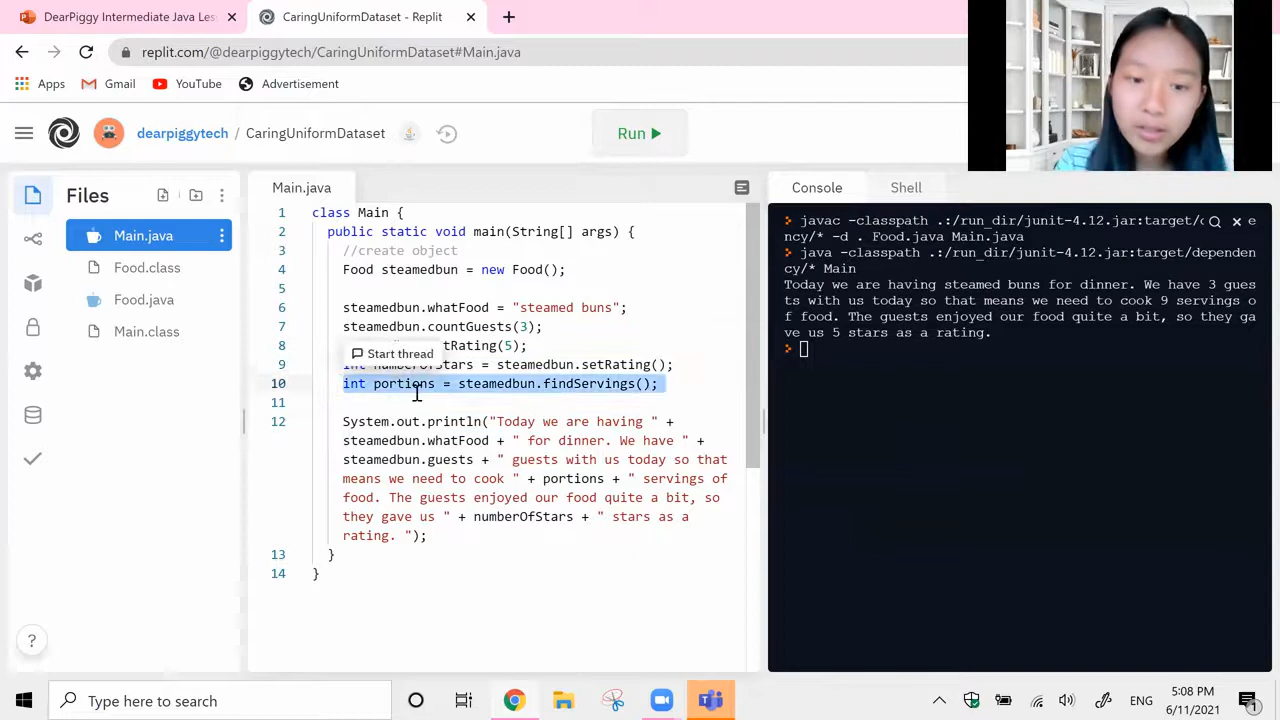 DearPiggy Intermediate Java Les
CaringUniformDataset - Replit
replit.com/@dearpiggytech/CaringUniformDataset#Main.java
Apps
Gmail
YouTube
Advertisement
dearpiggytech / CaringUniformDataset
Run
Files
Main.java
Food.class
Food.java
Main.class
Main.java
1 class Main {
2 public static void main(String[] args) {
3 //create object
4 Food steamedbun = new Food();
5
6 steamedbun.whatFood = "steamed buns";
7 steamedbun.countGuests(3);
8 tRating(5);
Start thread
9 int numberOfStars = steamedbun.setRating();
10 int portions = steamedbun.findServings();
11
12 System.out.println("Today we are having " +
steamedbun.whatFood + " for dinner. We have " +
steamedbun.guests + " guests with us today so that
means we need to cook " + portions + " servings of
food. The guests enjoyed our food quite a bit, so
they gave us " + numberOfStars + " stars as a
rating. ");
13 }
14 }
Console
Shell
javac -classpath .:/run_dir/junit-4.12.jar:target/ e
ncy/* -d . Food.java Main.java
java -classpath .:/run_dir/junit-4.12.jar:target/dependen
cy/* Main
Today we are having steamed buns for dinner. We have 3 gues
ts with us today so that means we need to cook 9 servings o
f food. The guests enjoyed our food quite a bit, so they ga
ve us 5 stars as a rating.
?
Type here to search
ENG
5:08 PM
6/11/2021
1